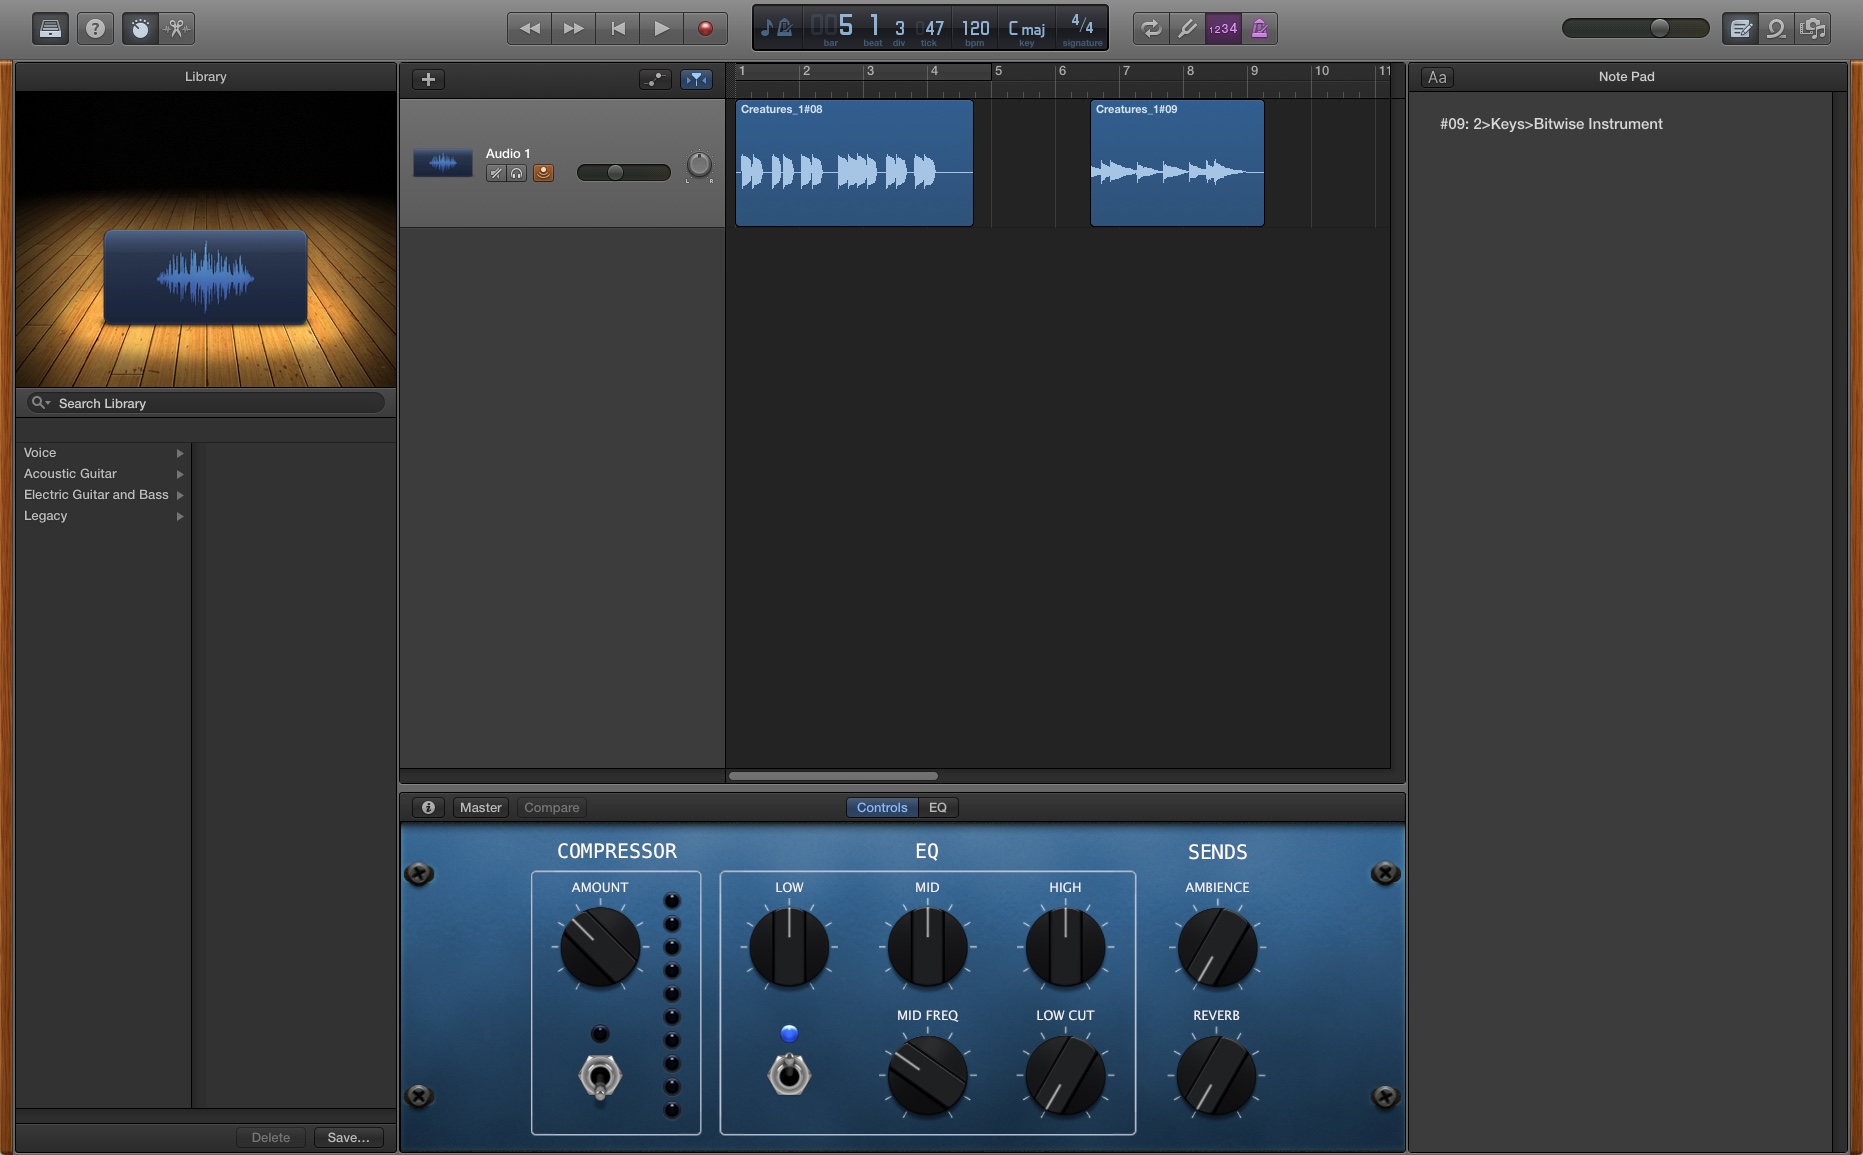 005 1 3 047 120 C maj 4/4
bar beat div tick bpm key signature
1234
Library
Search Library
Voice
Acoustic Guitar
Electric Guitar and Bass
Legacy
Delete Save...
1 2 3 4 5 6 7 8 9 10 11
Audio 1
L R
Creatures_1#08
Creatures_1#09
Aa Note Pad
#09: 2>Keys>Bitwise Instrument
Master Compare Controls EQ
COMPRESSOR EQ SENDS
AMOUNT LOW MID HIGH AMBIENCE
MID FREQ LOW CUT REVERB